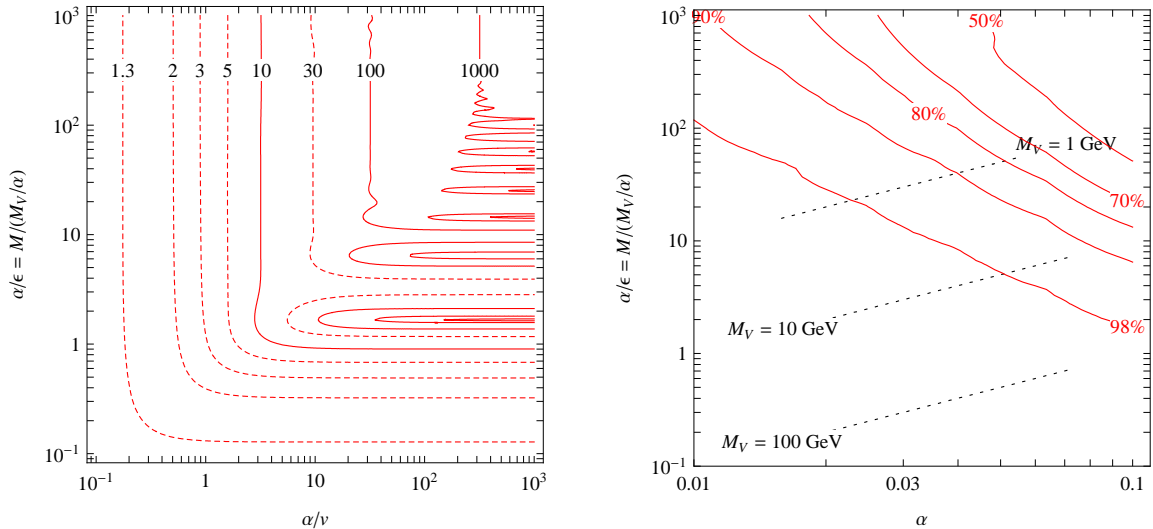 10³
10²
10
1
10⁻¹
α/ϵ = M/(M_V/α)
1.3 2 3 5 10 30 100 1000
10⁻¹ 1 10 10² 10³
α/v
10³
10²
10
1
10⁻¹
α/ϵ = M/(M_V/α)
90%
50%
80%
M_V = 1 GeV
70%
M_V = 10 GeV
98%
M_V = 100 GeV
0.01 0.03 0.1
α